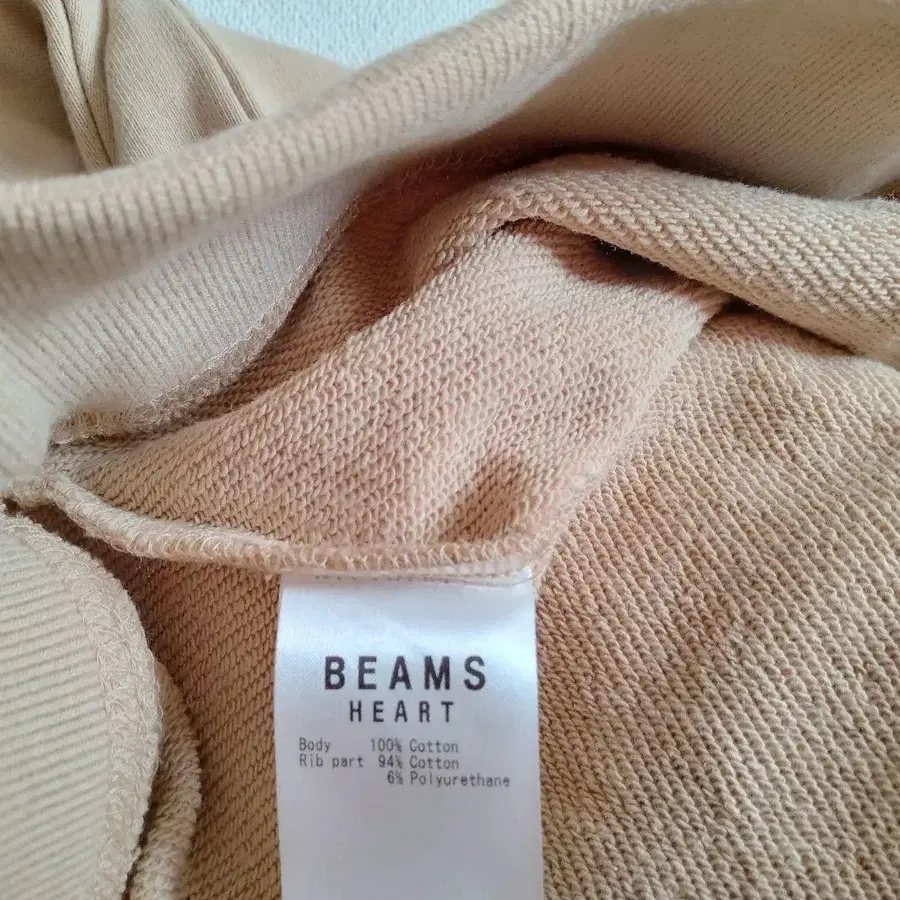 BEAMS
HEART
Body 100% Cotton
Rib part 94% Cotton
6% Polyurethane